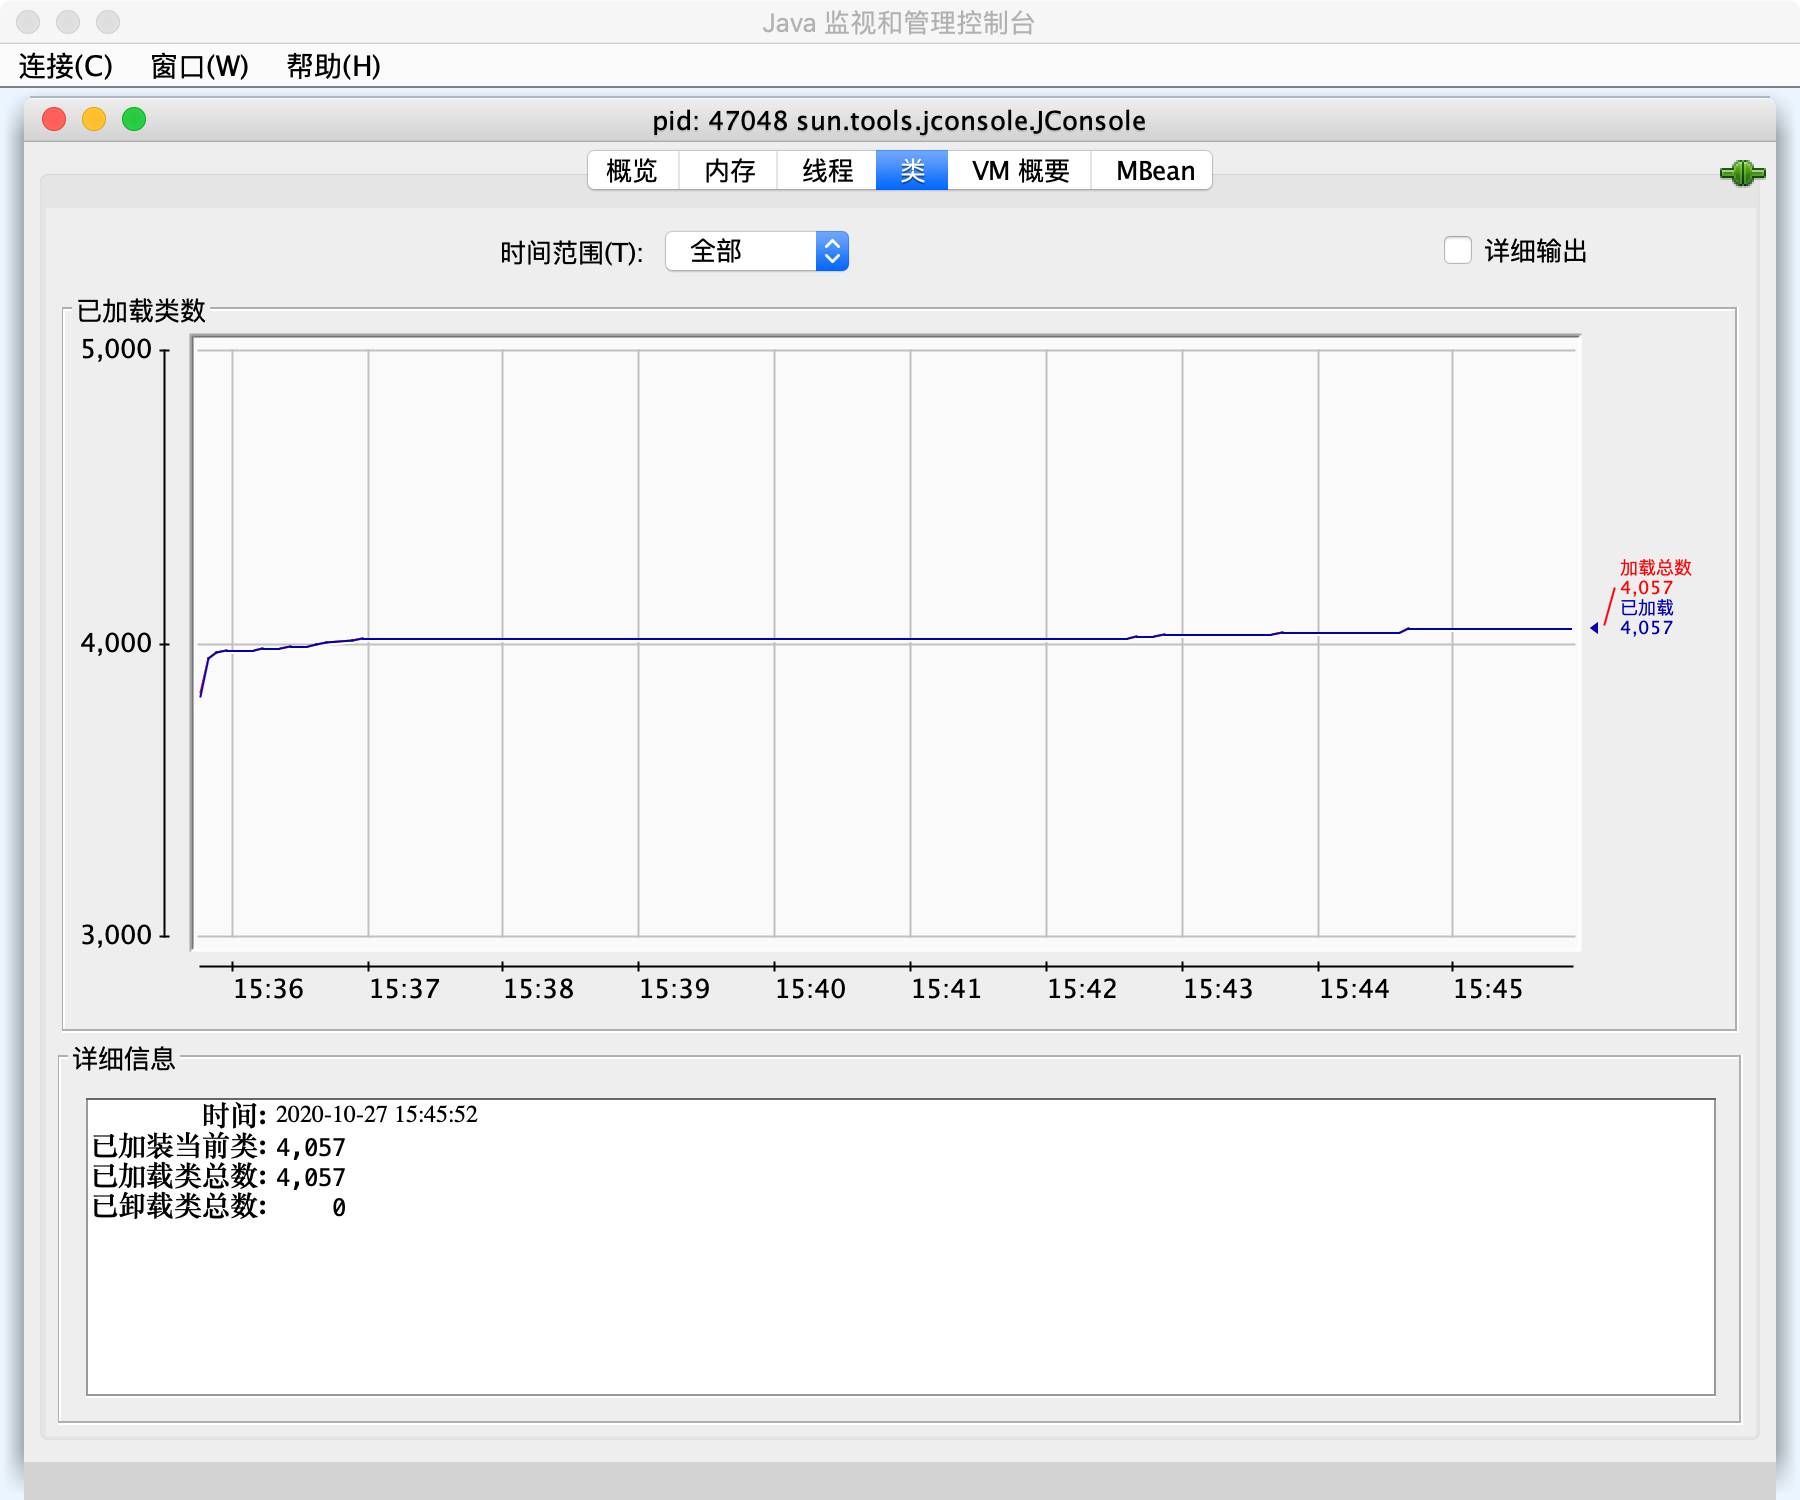 Java 监视和管理控制台
连接(C) 窗口(W) 帮助(H)
pid: 47048 sun.tools.jconsole.JConsole
概览 内存 线程 类 VM 概要 MBean
时间范围(T): 全部 详细输出
已加载类数
5,000
4,000
3,000
加载总数
4,057
已加载
4,057
15:36 15:37 15:38 15:39 15:40 15:41 15:42 15:43 15:44 15:45
详细信息
时间: 2020-10-27 15:45:52
已加装当前类: 4,057
已加载类总数: 4,057
已卸载类总数: 0